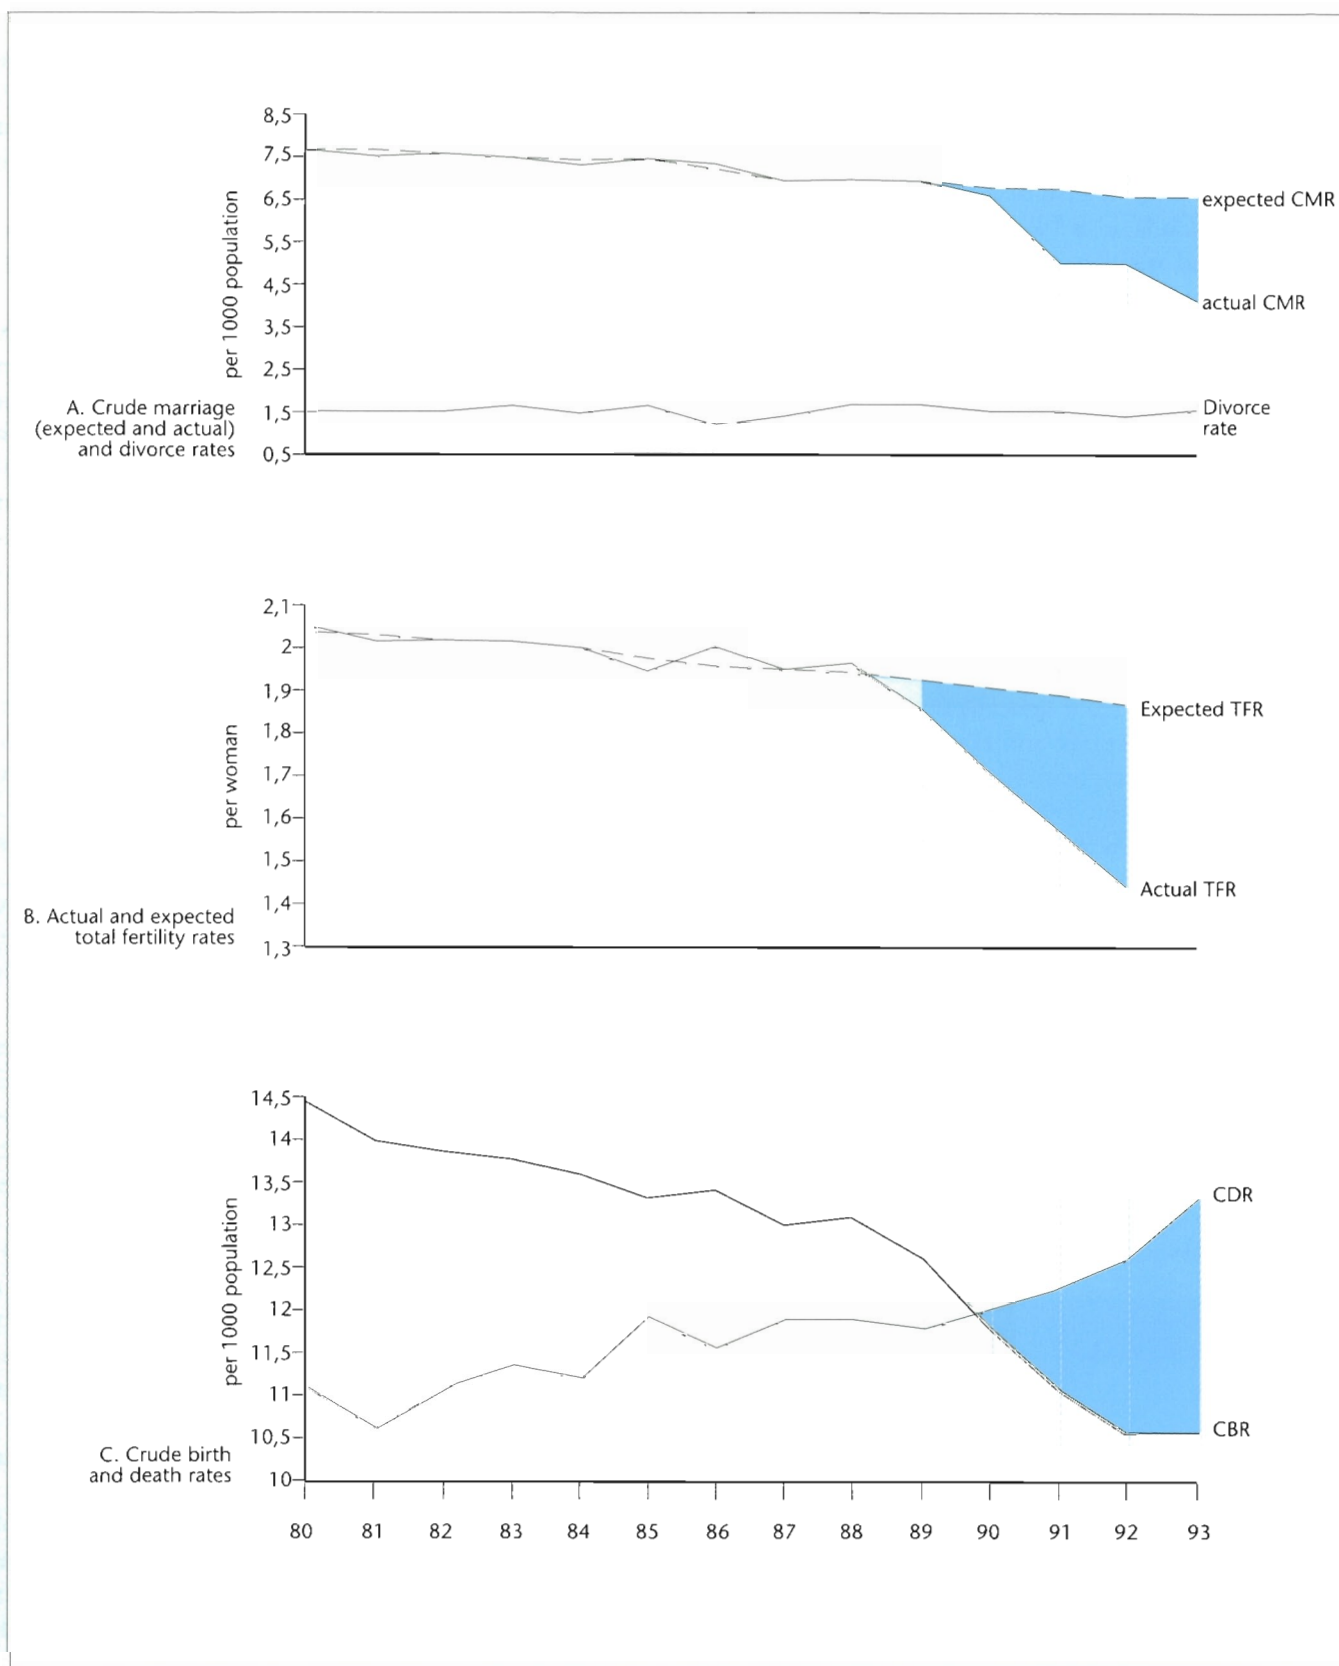 8,5
7,5
6,5
5,5
4,5
3,5
2,5
1,5
0,5
per 1000 population
expected CMR
actual CMR
Divorce
rate
A. Crude marriage
(expected and actual)
and divorce rates
2,1
2
1,9
1,8
1,7
1,6
1,5
1,4
1,3
per woman
Expected TFR
Actual TFR
B. Actual and expected
total fertility rates
14,5
14
13,5
13
12,5
12
11,5
11
10,5
10
per 1000 population
CDR
CBR
C. Crude birth
and death rates
80 81 82 83 84 85 86 87 88 89 90 91 92 93